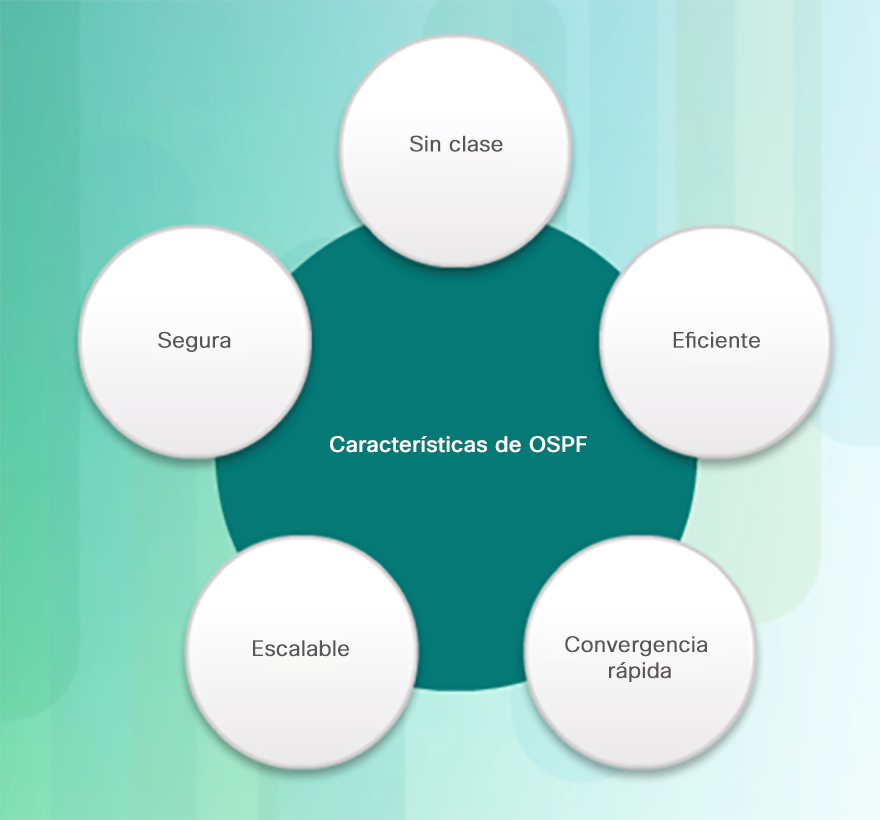 Sin clase
Segura
Eficiente
Características de OSPF
Escalable
Convergencia
rápida